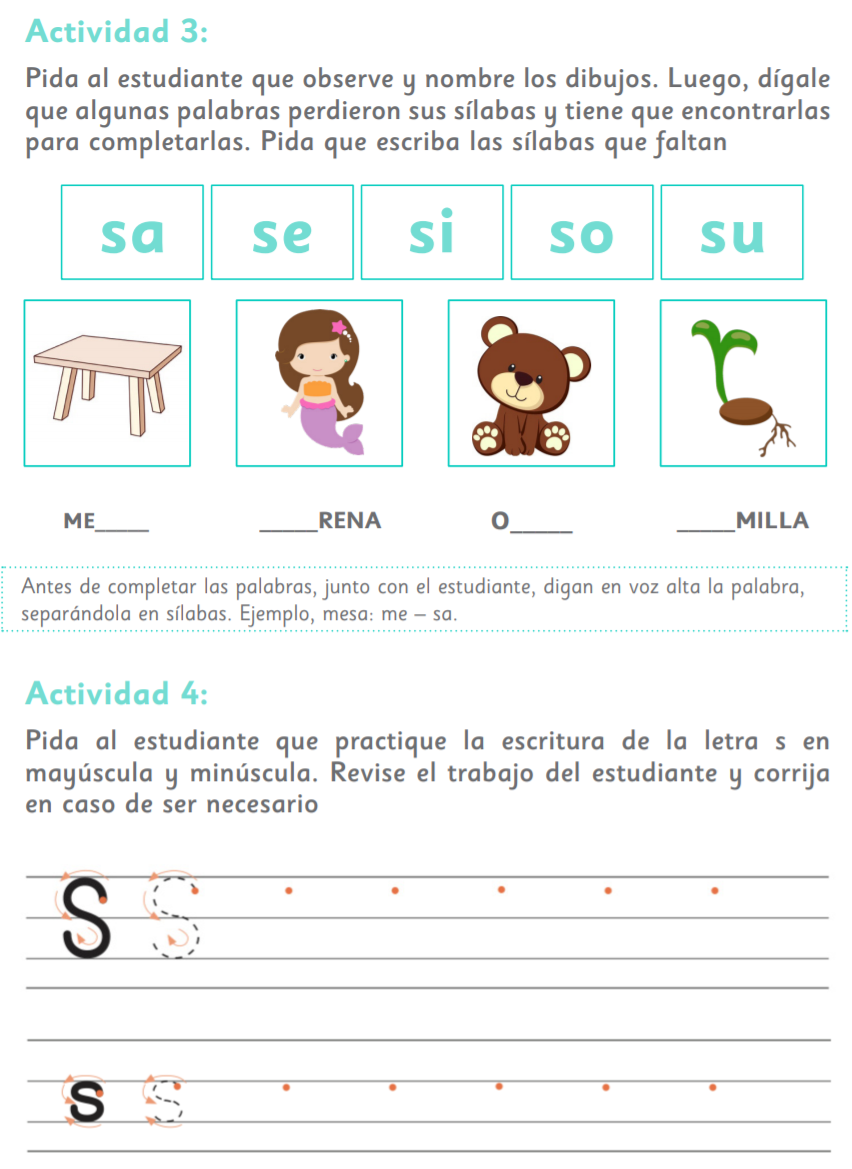 Actividad 3:
Pida al estudiante que observe y nombre los dibujos. Luego, dígale
que algunas palabras perdieron sus sílabas y tiene que encontrarlas
para completarlas. Pida que escriba las sílabas que faltan
sa se si so su
ME____ _____RENA O_____ _____MILLA
Antes de completar las palabras, junto con el estudiante, digan en voz alta la palabra,
separándola en sílabas. Ejemplo, mesa: me – sa.
Actividad 4:
Pida al estudiante que practique la escritura de la letra s en
mayúscula y minúscula. Revise el trabajo del estudiante y corrija
en caso de ser necesario
S S
s s